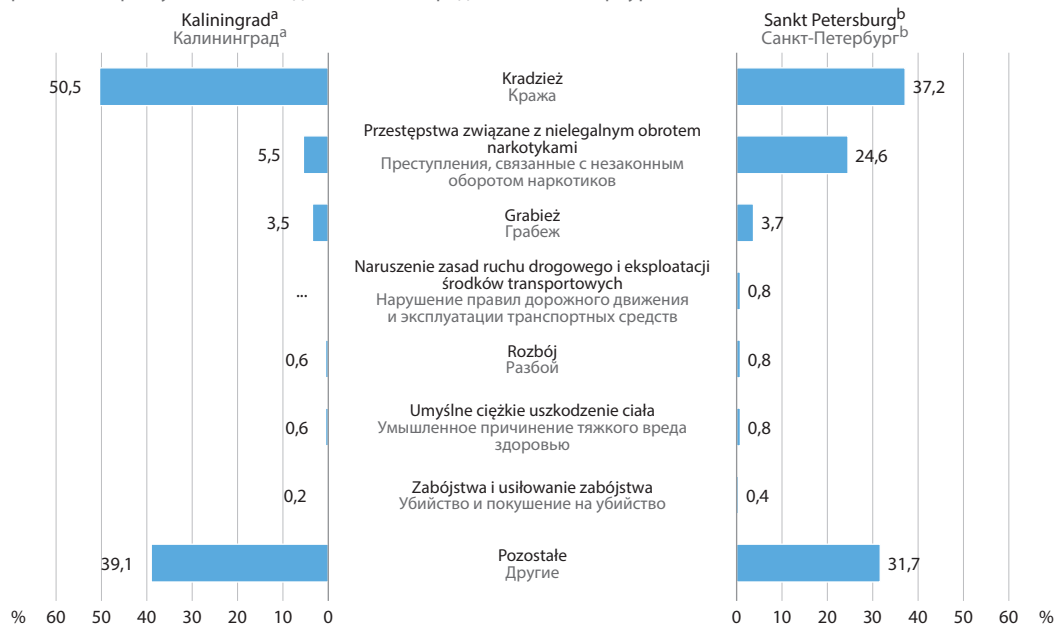 Kaliningradᵃ
Калининградᵃ
Sankt Petersburgᵇ
Санкт-Петербургᵇ
50,5
Kradzież
Кража
37,2
5,5
Przestępstwa związane z nielegalnym obrotem
narkotykami
Преступления, связанные с незаконным
оборотом наркотиков
24,6
3,5
Grabież
Грабеж
3,7
...
Naruszenie zasad ruchu drogowego i eksploatacji
środków transportowych
Нарушение правил дорожного движения
и эксплуатации транспортных средств
0,8
0,6
Rozbój
Разбой
0,8
0,6
Umyślne ciężkie uszkodzenie ciała
Умышленное причинение тяжкого вреда
здоровью
0,8
0,2
Zabójstwa i usiłowanie zabójstwa
Убийство и покушение на убийство
0,4
39,1
Pozostałe
Другие
31,7
% 60 50 40 30 20 10 0
0 10 20 30 40 50 60 %